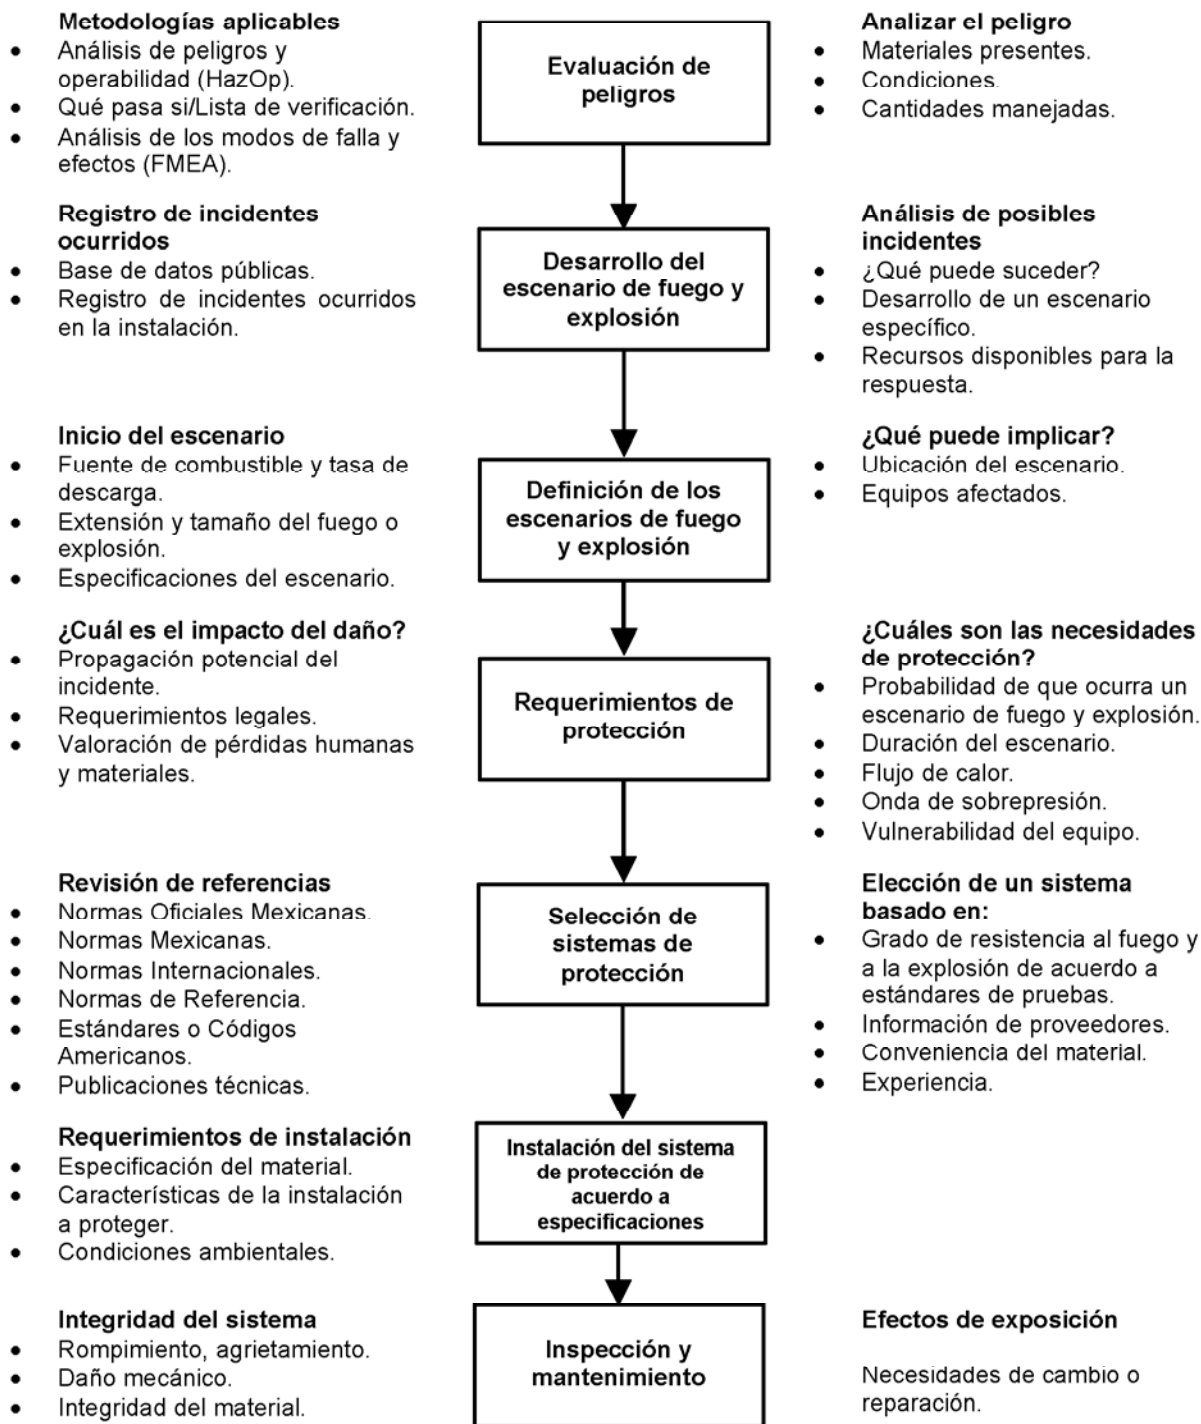 Metodologías aplicables
• Análisis de peligros y
operabilidad (HazOp).
• Qué pasa si/Lista de verificación.
• Análisis de los modos de falla y
efectos (FMEA).
Evaluación de
peligros
Analizar el peligro
• Materiales presentes.
• Condiciones.
• Cantidades manejadas.
Registro de incidentes
ocurridos
• Base de datos públicas.
• Registro de incidentes ocurridos
en la instalación.
Desarrollo del
escenario de fuego y
explosión
Análisis de posibles
incidentes
• ¿Qué puede suceder?
• Desarrollo de un escenario
específico.
• Recursos disponibles para la
respuesta.
Inicio del escenario
• Fuente de combustible y tasa de
descarga.
• Extensión y tamaño del fuego o
explosión.
• Especificaciones del escenario.
Definición de los
escenarios de fuego
y explosión
¿Qué puede implicar?
• Ubicación del escenario.
• Equipos afectados.
¿Cuál es el impacto del daño?
• Propagación potencial del
incidente.
• Requerimientos legales.
• Valoración de pérdidas humanas
y materiales.
Requerimientos de
protección
¿Cuáles son las necesidades
de protección?
• Probabilidad de que ocurra un
escenario de fuego y explosión.
• Duración del escenario.
• Flujo de calor.
• Onda de sobrepresión.
• Vulnerabilidad del equipo.
Revisión de referencias
• Normas Oficiales Mexicanas.
• Normas Mexicanas.
• Normas Internacionales.
• Normas de Referencia.
• Estándares o Códigos
Americanos.
• Publicaciones técnicas.
Selección de
sistemas de
protección
Elección de un sistema
basado en:
• Grado de resistencia al fuego y
a la explosión de acuerdo a
estándares de pruebas.
• Información de proveedores.
• Conveniencia del material.
• Experiencia.
Requerimientos de instalación
• Especificación del material.
• Características de la instalación
a proteger.
• Condiciones ambientales.
Instalación del sistema
de protección de
acuerdo a
especificaciones
Integridad del sistema
• Rompimiento, agrietamiento.
• Daño mecánico.
• Integridad del material.
Inspección y
mantenimiento
Efectos de exposición
Necesidades de cambio o
reparación.